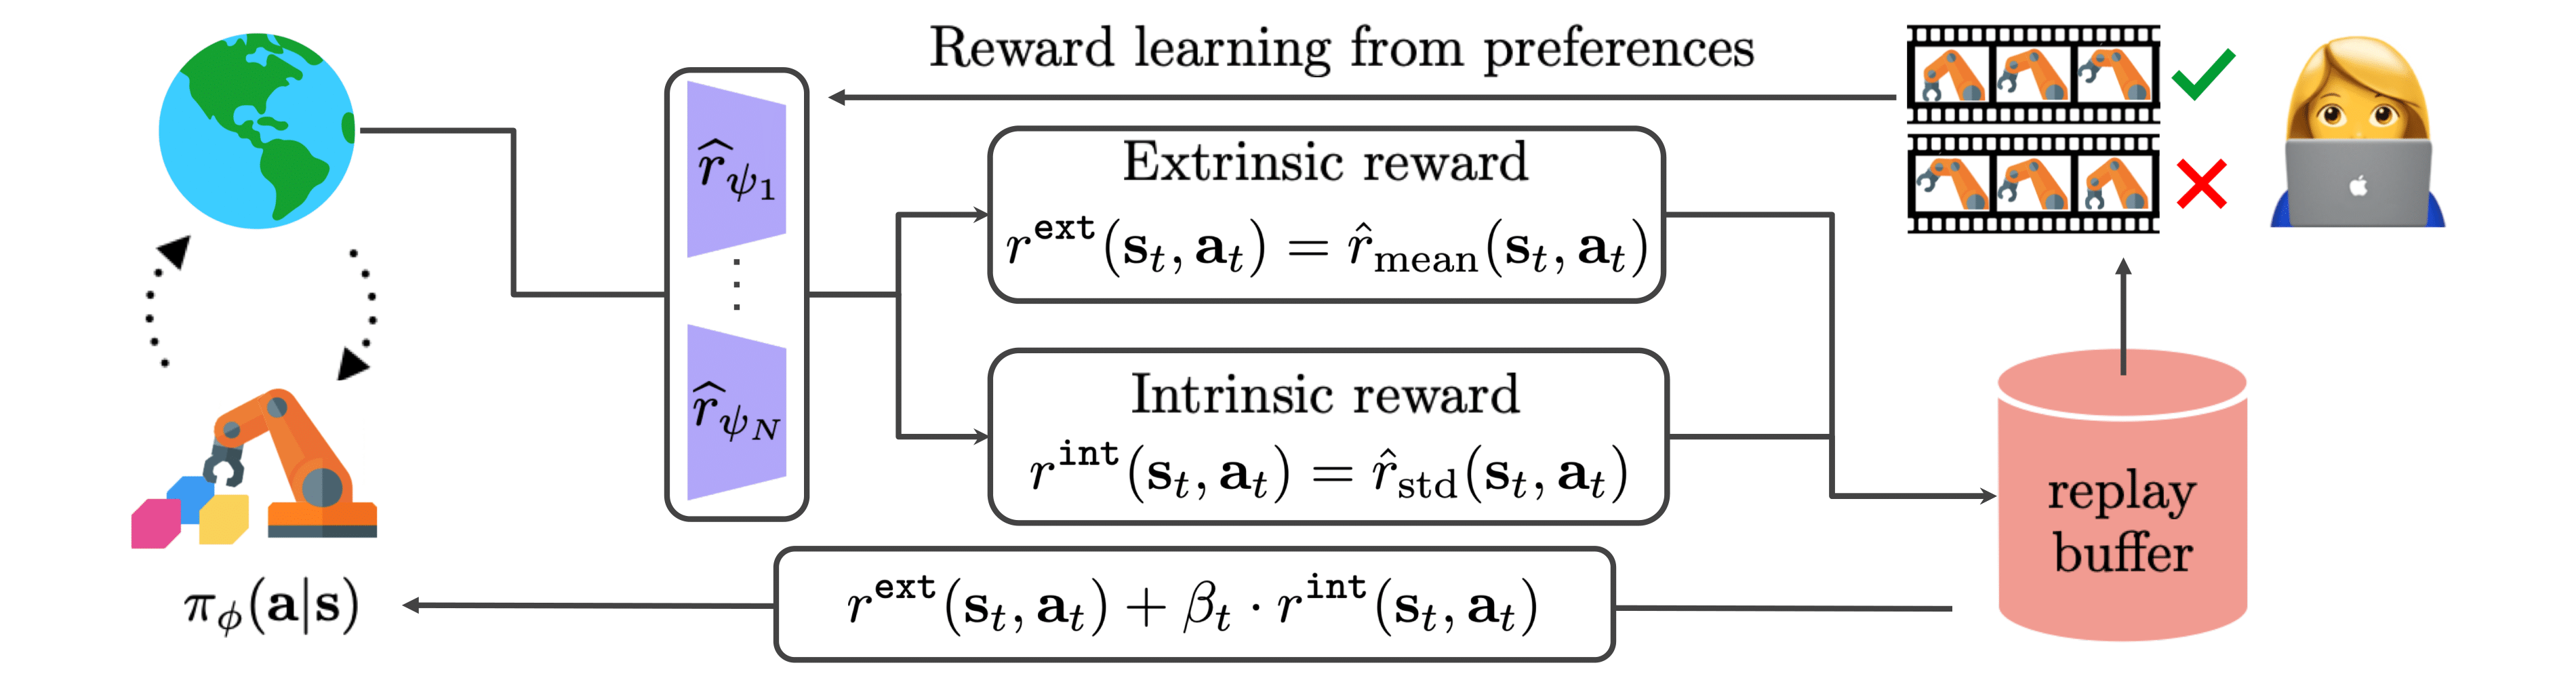 Reward learning from preferences
$\widehat{r}_{\psi_1}$
⋮
$\widehat{r}_{\psi_N}$
Extrinsic reward
$r^{\texttt{ext}}(\mathbf{s}_t, \mathbf{a}_t) = \hat{r}_{\text{mean}}(\mathbf{s}_t, \mathbf{a}_t)$
Intrinsic reward
$r^{\texttt{int}}(\mathbf{s}_t, \mathbf{a}_t) = \hat{r}_{\text{std}}(\mathbf{s}_t, \mathbf{a}_t)$
replay
buffer
$\pi_\phi(\mathbf{a}|\mathbf{s})$
$r^{\texttt{ext}}(\mathbf{s}_t, \mathbf{a}_t) + \beta_t \cdot r^{\texttt{int}}(\mathbf{s}_t, \mathbf{a}_t)$